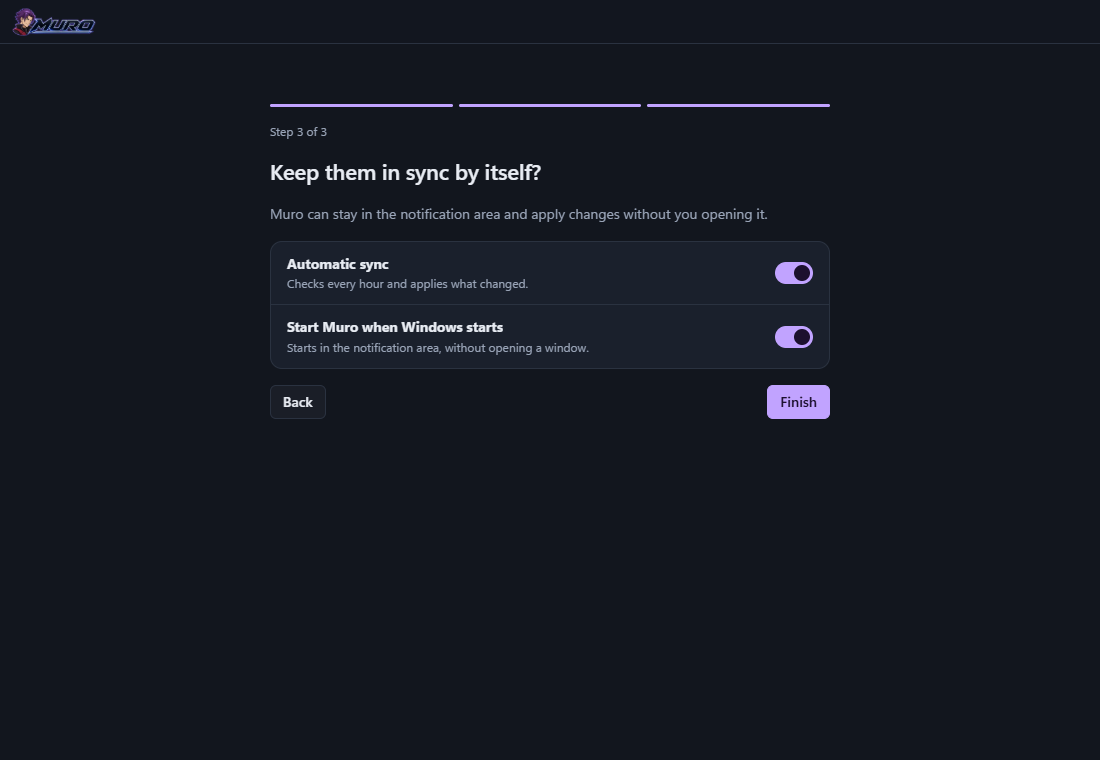 MURO
Step 3 of 3
Keep them in sync by itself?
Muro can stay in the notification area and apply changes without you opening it.
Automatic sync
Checks every hour and applies what changed.
Start Muro when Windows starts
Starts in the notification area, without opening a window.
Back
Finish